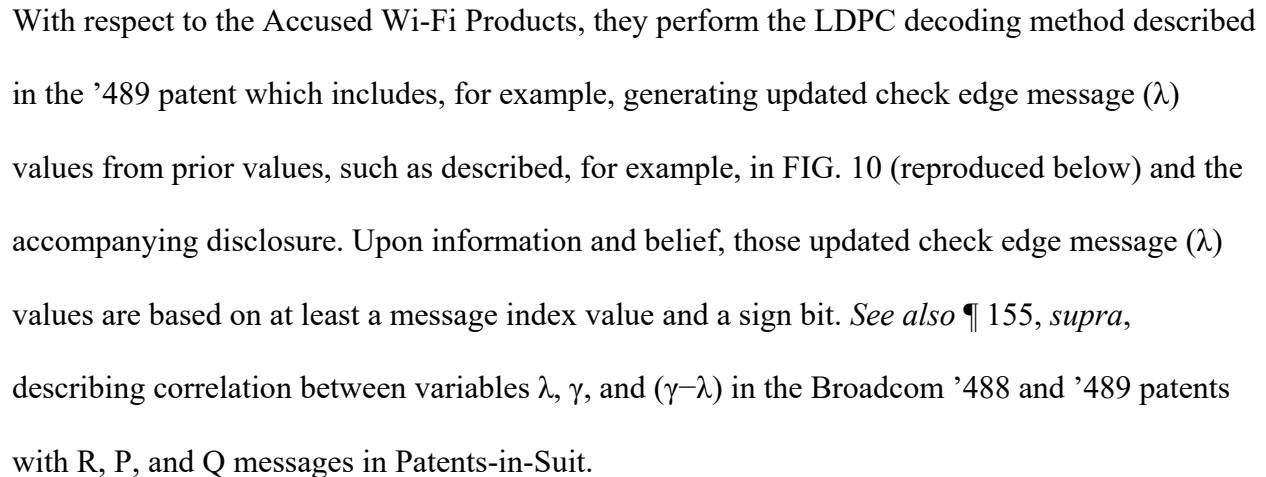 With respect to the Accused Wi-Fi Products, they perform the LDPC decoding method described
in the ’489 patent which includes, for example, generating updated check edge message (λ)
values from prior values, such as described, for example, in FIG. 10 (reproduced below) and the
accompanying disclosure. Upon information and belief, those updated check edge message (λ)
values are based on at least a message index value and a sign bit. See also ¶ 155, supra,
describing correlation between variables λ, γ, and (γ−λ) in the Broadcom ’488 and ’489 patents
with R, P, and Q messages in Patents-in-Suit.